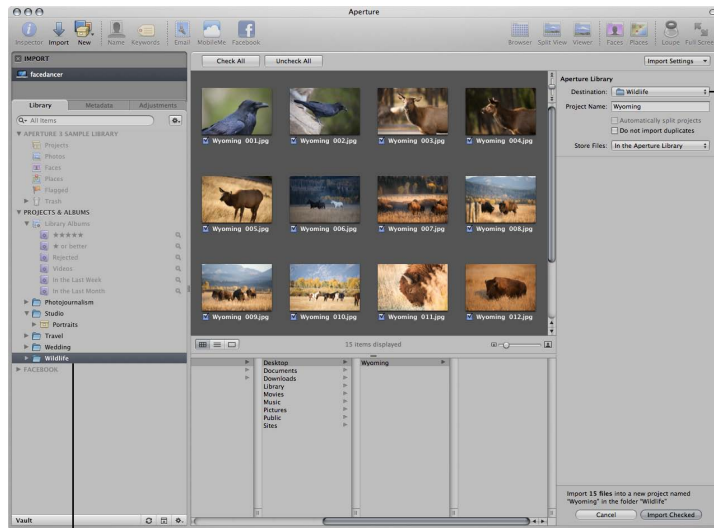 Aperture
Inspector Import New Name Keywords Email MobileMe Facebook Browser Split View Viewer Faces Places Loupe Full Scree
IMPORT
facedancer
Library Metadata Adjustments
All Items
APERTURE 3 SAMPLE LIBRARY
Projects
Photos
Faces
Places
Flagged
Trash
PROJECTS & ALBUMS
Library Albums
★★★★★
★ or better
Rejected
Videos
In the Last Week
In the Last Month
Photojournalism
Studio
Portraits
Travel
Wedding
Wildlife
FACEBOOK
Vault
Check All Uncheck All
Wyoming 001.jpg Wyoming 002.jpg Wyoming 003.jpg Wyoming 004.jpg
Wyoming 005.jpg Wyoming 006.jpg Wyoming 007.jpg Wyoming 008.jpg
Wyoming 009.jpg Wyoming 010.jpg Wyoming 011.jpg Wyoming 012.jpg
15 items displayed
Desktop
Documents
Downloads
Library
Movies
Music
Pictures
Public
Sites
Wyoming
Import Settings
Aperture Library
Destination: Wildlife
Project Name: Wyoming
Automatically split projects
Do not import duplicates
Store Files: In the Aperture Library
Import 15 files into a new project named
"Wyoming" in the folder "Wildlife"
Cancel Import Checked